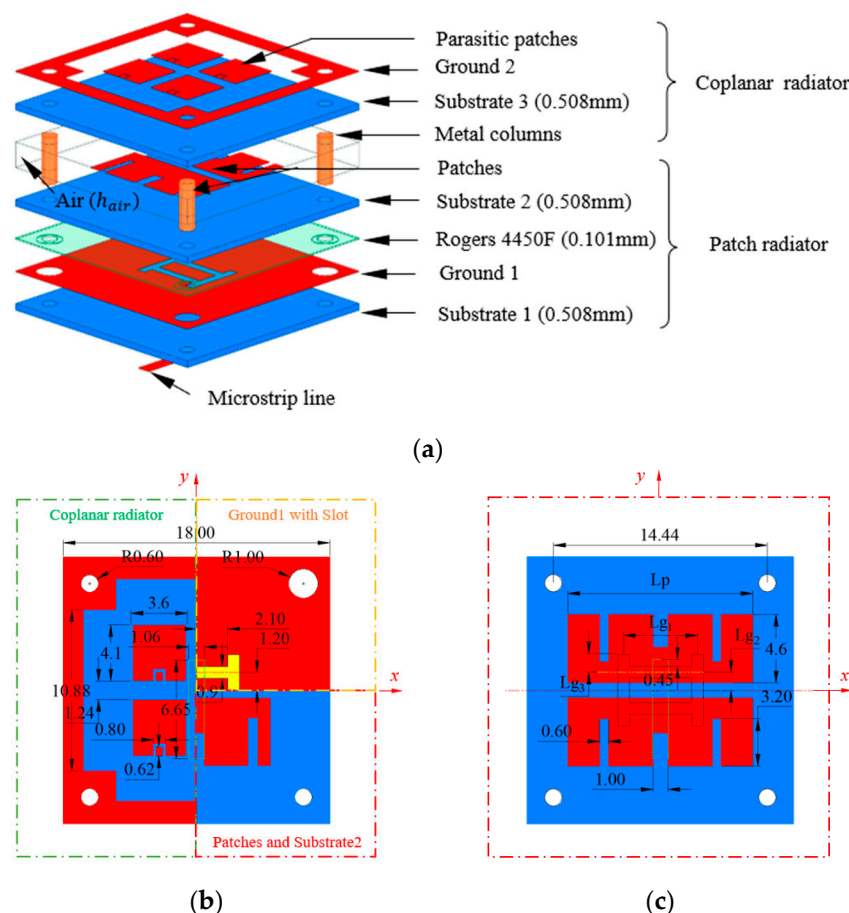 Parasitic patches
Ground 2
Coplanar radiator
Substrate 3 (0.508mm)
Metal columns
Patches
Air (h_air)
Substrate 2 (0.508mm)
Rogers 4450F (0.101mm)
Patch radiator
Ground 1
Substrate 1 (0.508mm)
Microstrip line
(a)
y
Coplanar radiator
Ground1 with Slot
18.00
R0.60
R1.00
3.6
2.10
1.06
1.20
4.1
x
10.88
0.9
6.65
1.24
0.80
0.62
Patches and Substrate2
(b)
y
14.44
Lp
Lg1
Lg2
4.6
x
Lg3
0.45
3.20
0.60
1.00
(c)